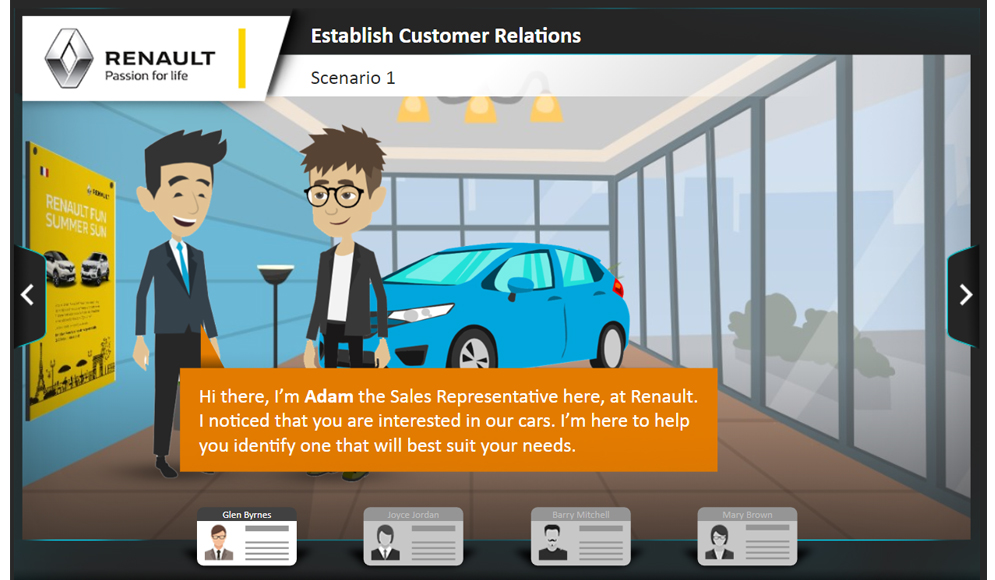 Establish Customer Relations
RENAULT
Passion for life
Scenario 1
RENAULT
RENAULT FUN
SUMMER SUN
Hi there, I’m Adam the Sales Representative here, at Renault.
I noticed that you are interested in our cars. I’m here to help
you identify one that will best suit your needs.
Glen Byrnes
Joyce Jordan
Barry Mitchell
Mary Brown